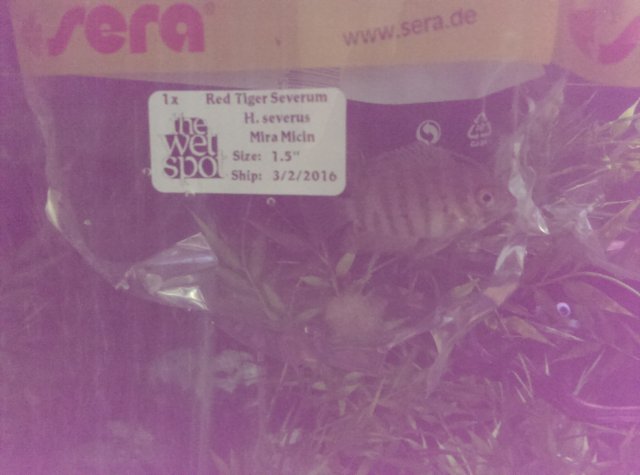 sera®
www.sera.de
1x Red Tiger Severum
H. severus
Mira Micin
the
wet
spot
Size: 1.5"
Ship: 3/2/2016